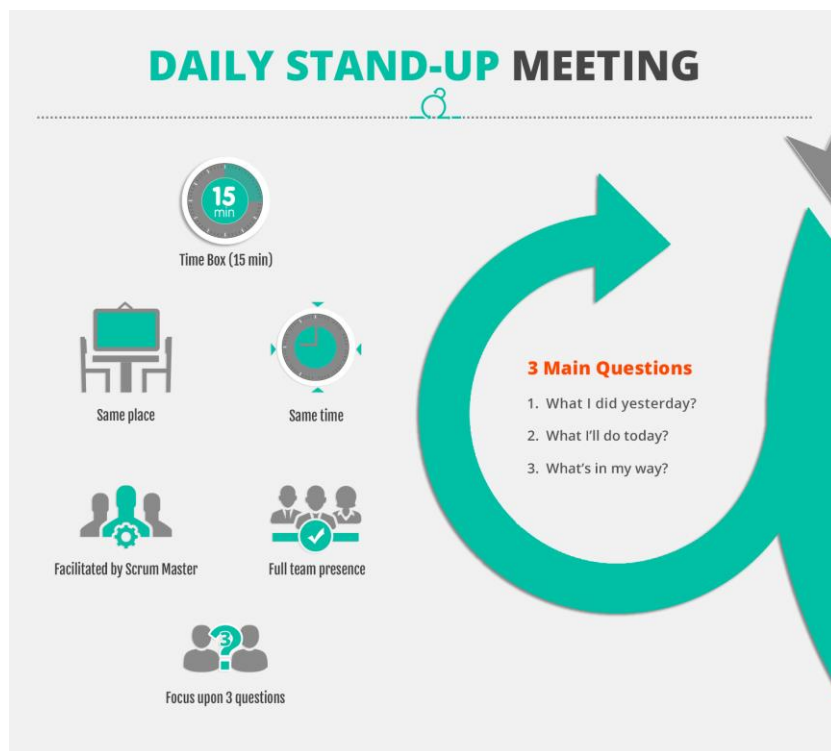 DAILY STAND-UP MEETING
15
min
Time Box (15 min)
Same place
Same time
Facilitated by Scrum Master
Full team presence
3
Focus upon 3 questions
3 Main Questions
1. What I did yesterday?
2. What I'll do today?
3. What's in my way?